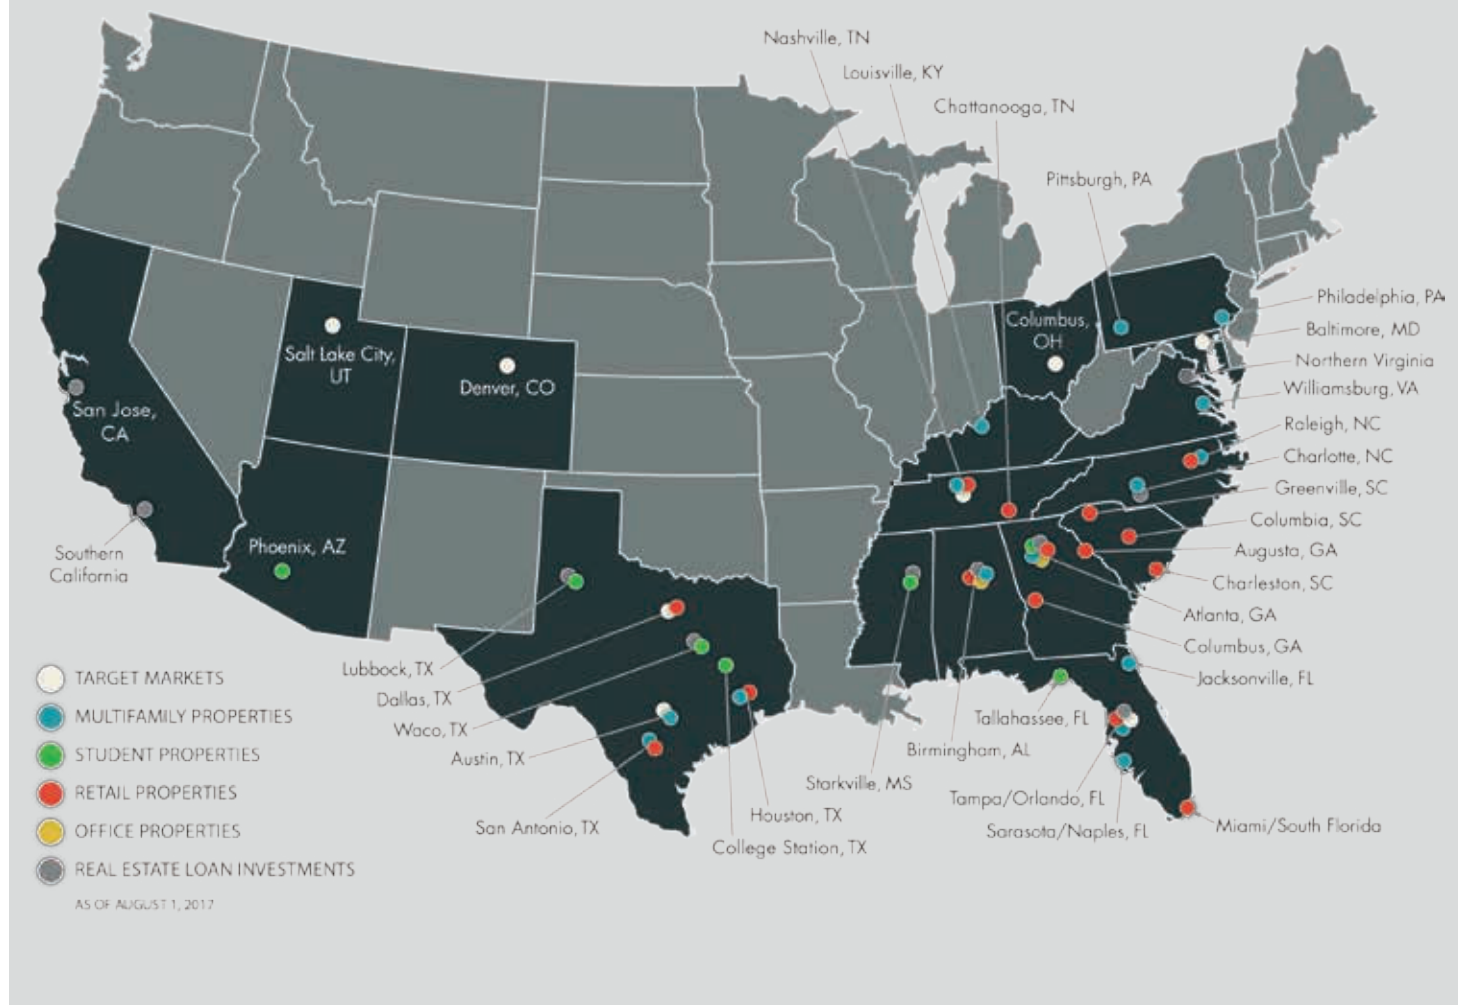 Nashville, TN
Louisville, KY
Chattanooga, TN
Pittsburgh, PA
Philadelphia, PA
Baltimore, MD
Northern Virginia
Williamsburg, VA
Raleigh, NC
Charlotte, NC
Greenville, SC
Columbia, SC
Augusta, GA
Charleston, SC
Atlanta, GA
Columbus, GA
Jacksonville, FL
Columbus,
OH
Salt Lake City,
UT
Denver, CO
San Jose,
CA
Southern
California
Phoenix, AZ
Lubbock, TX
Dallas, TX
Waco, TX
Austin, TX
San Antonio, TX
Houston, TX
College Station, TX
Starkville, MS
Birmingham, AL
Tallahassee, FL
Tampa/Orlando, FL
Sarasota/Naples, FL
Miami/South Florida
TARGET MARKETS
MULTIFAMILY PROPERTIES
STUDENT PROPERTIES
RETAIL PROPERTIES
OFFICE PROPERTIES
REAL ESTATE LOAN INVESTMENTS
AS OF AUGUST 1, 2017